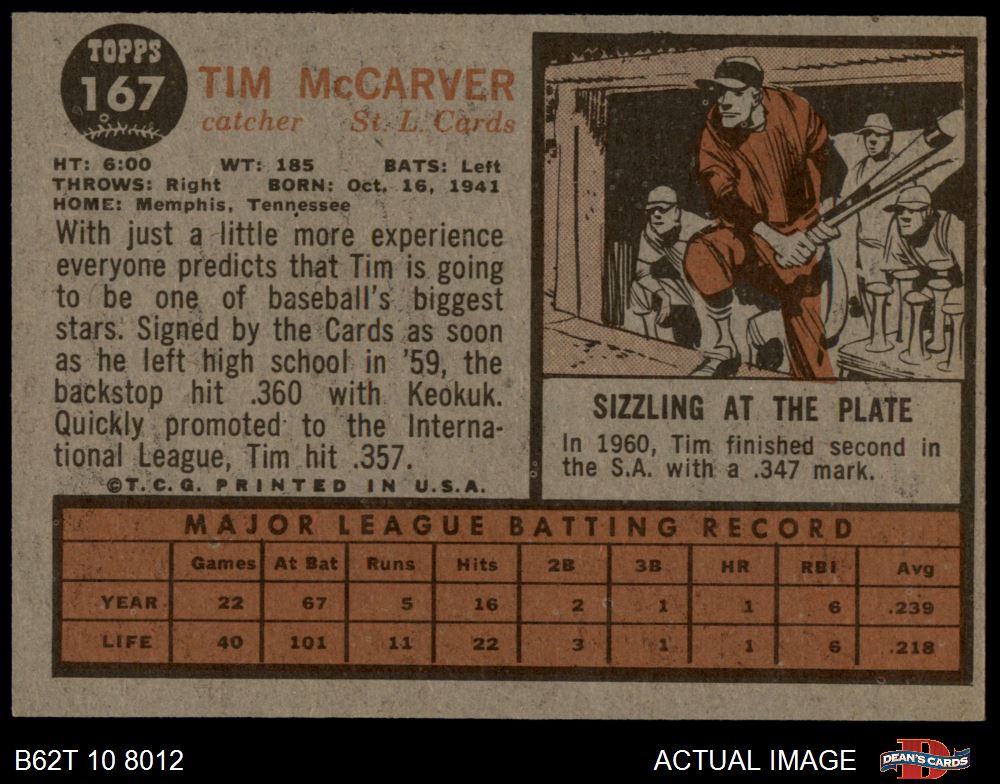 TOPPS
167
TIM McCARVER
catcher St. L. Cards
HT: 6:00 WT: 185 BATS: Left
THROWS: Right BORN: Oct. 16, 1941
HOME: Memphis, Tennessee
With just a little more experience
everyone predicts that Tim is going
to be one of baseball's biggest
stars. Signed by the Cards as soon
as he left high school in '59, the
backstop hit .360 with Keokuk.
Quickly promoted to the Interna-
tional League, Tim hit .357.
©T.C.G. PRINTED IN U.S.A.
SIZZLING AT THE PLATE
In 1960, Tim finished second in
the S.A. with a .347 mark.
MAJOR LEAGUE BATTING RECORD
Games At Bat Runs Hits 2B 3B HR RBI Avg
YEAR 22 67 5 16 2 1 1 6 .239
LIFE 40 101 11 22 3 1 1 6 .218
B62T 10 8012 ACTUAL IMAGE D DEAN'S CARDS